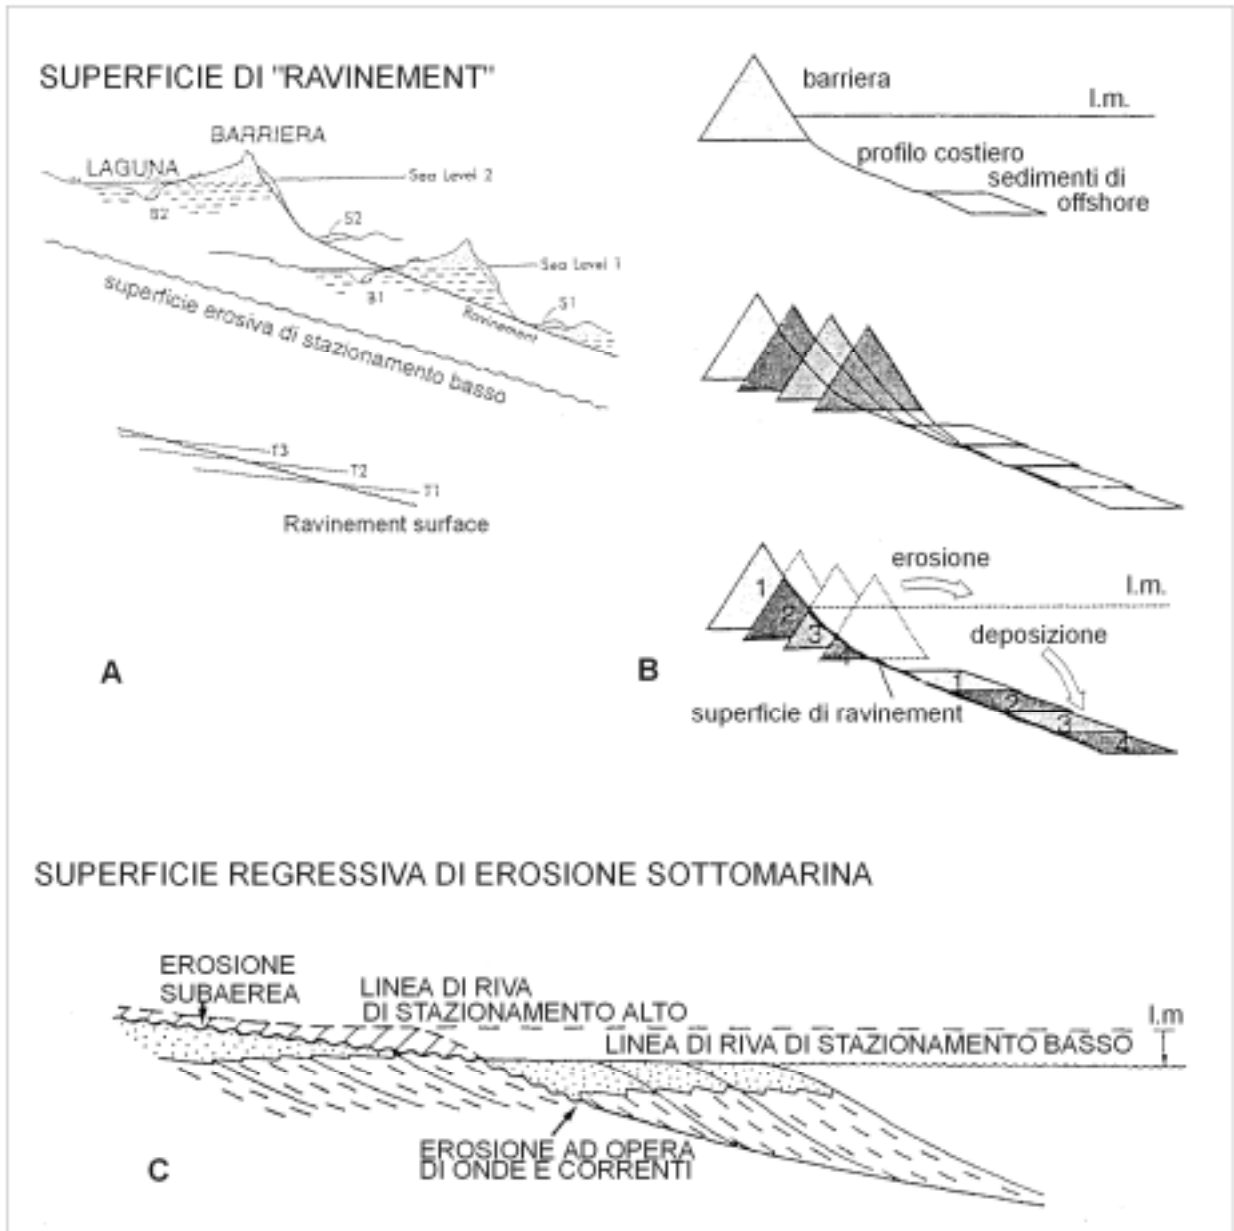 SUPERFICIE DI "RAVINEMENT"
BARRIERA
LAGUNA
Sea Level 2
B2
S2
Sea Level 1
B1
S1
Ravinement
superficie erosiva di stazionamento basso
T3
T2
T1
Ravinement surface
A
barriera
l.m.
profilo costiero
sedimenti di
offshore
erosione
l.m.
1
2
3
4
deposizione
1
2
3
4
superficie di ravinement
B
SUPERFICIE REGRESSIVA DI EROSIONE SOTTOMARINA
EROSIONE
SUBAEREA
LINEA DI RIVA
DI STAZIONAMENTO ALTO
l.m
LINEA DI RIVA DI STAZIONAMENTO BASSO
EROSIONE AD OPERA
DI ONDE E CORRENTI
C